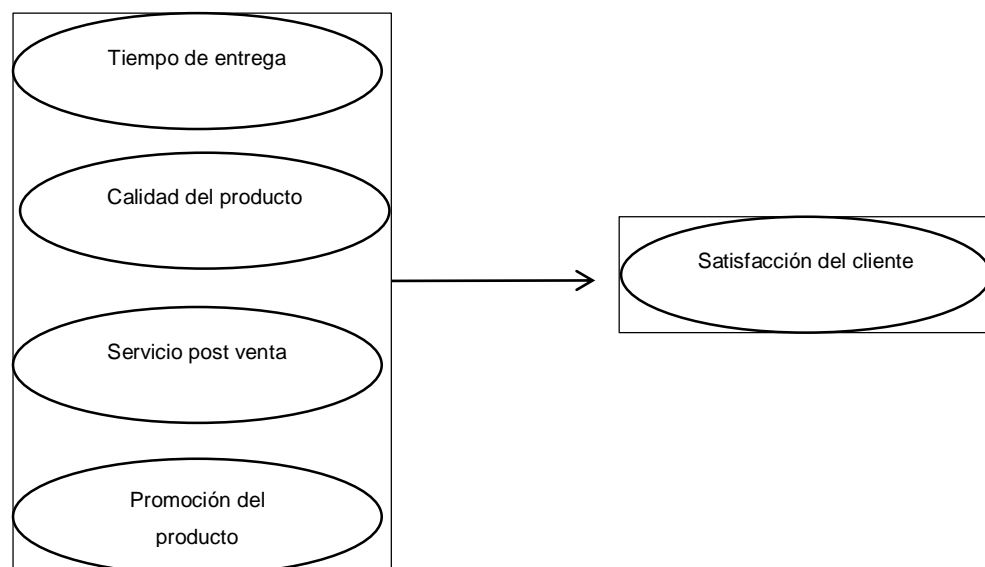 Tiempo de entrega
Calidad del producto
Satisfacción del cliente
Servicio post venta
Promoción del
producto